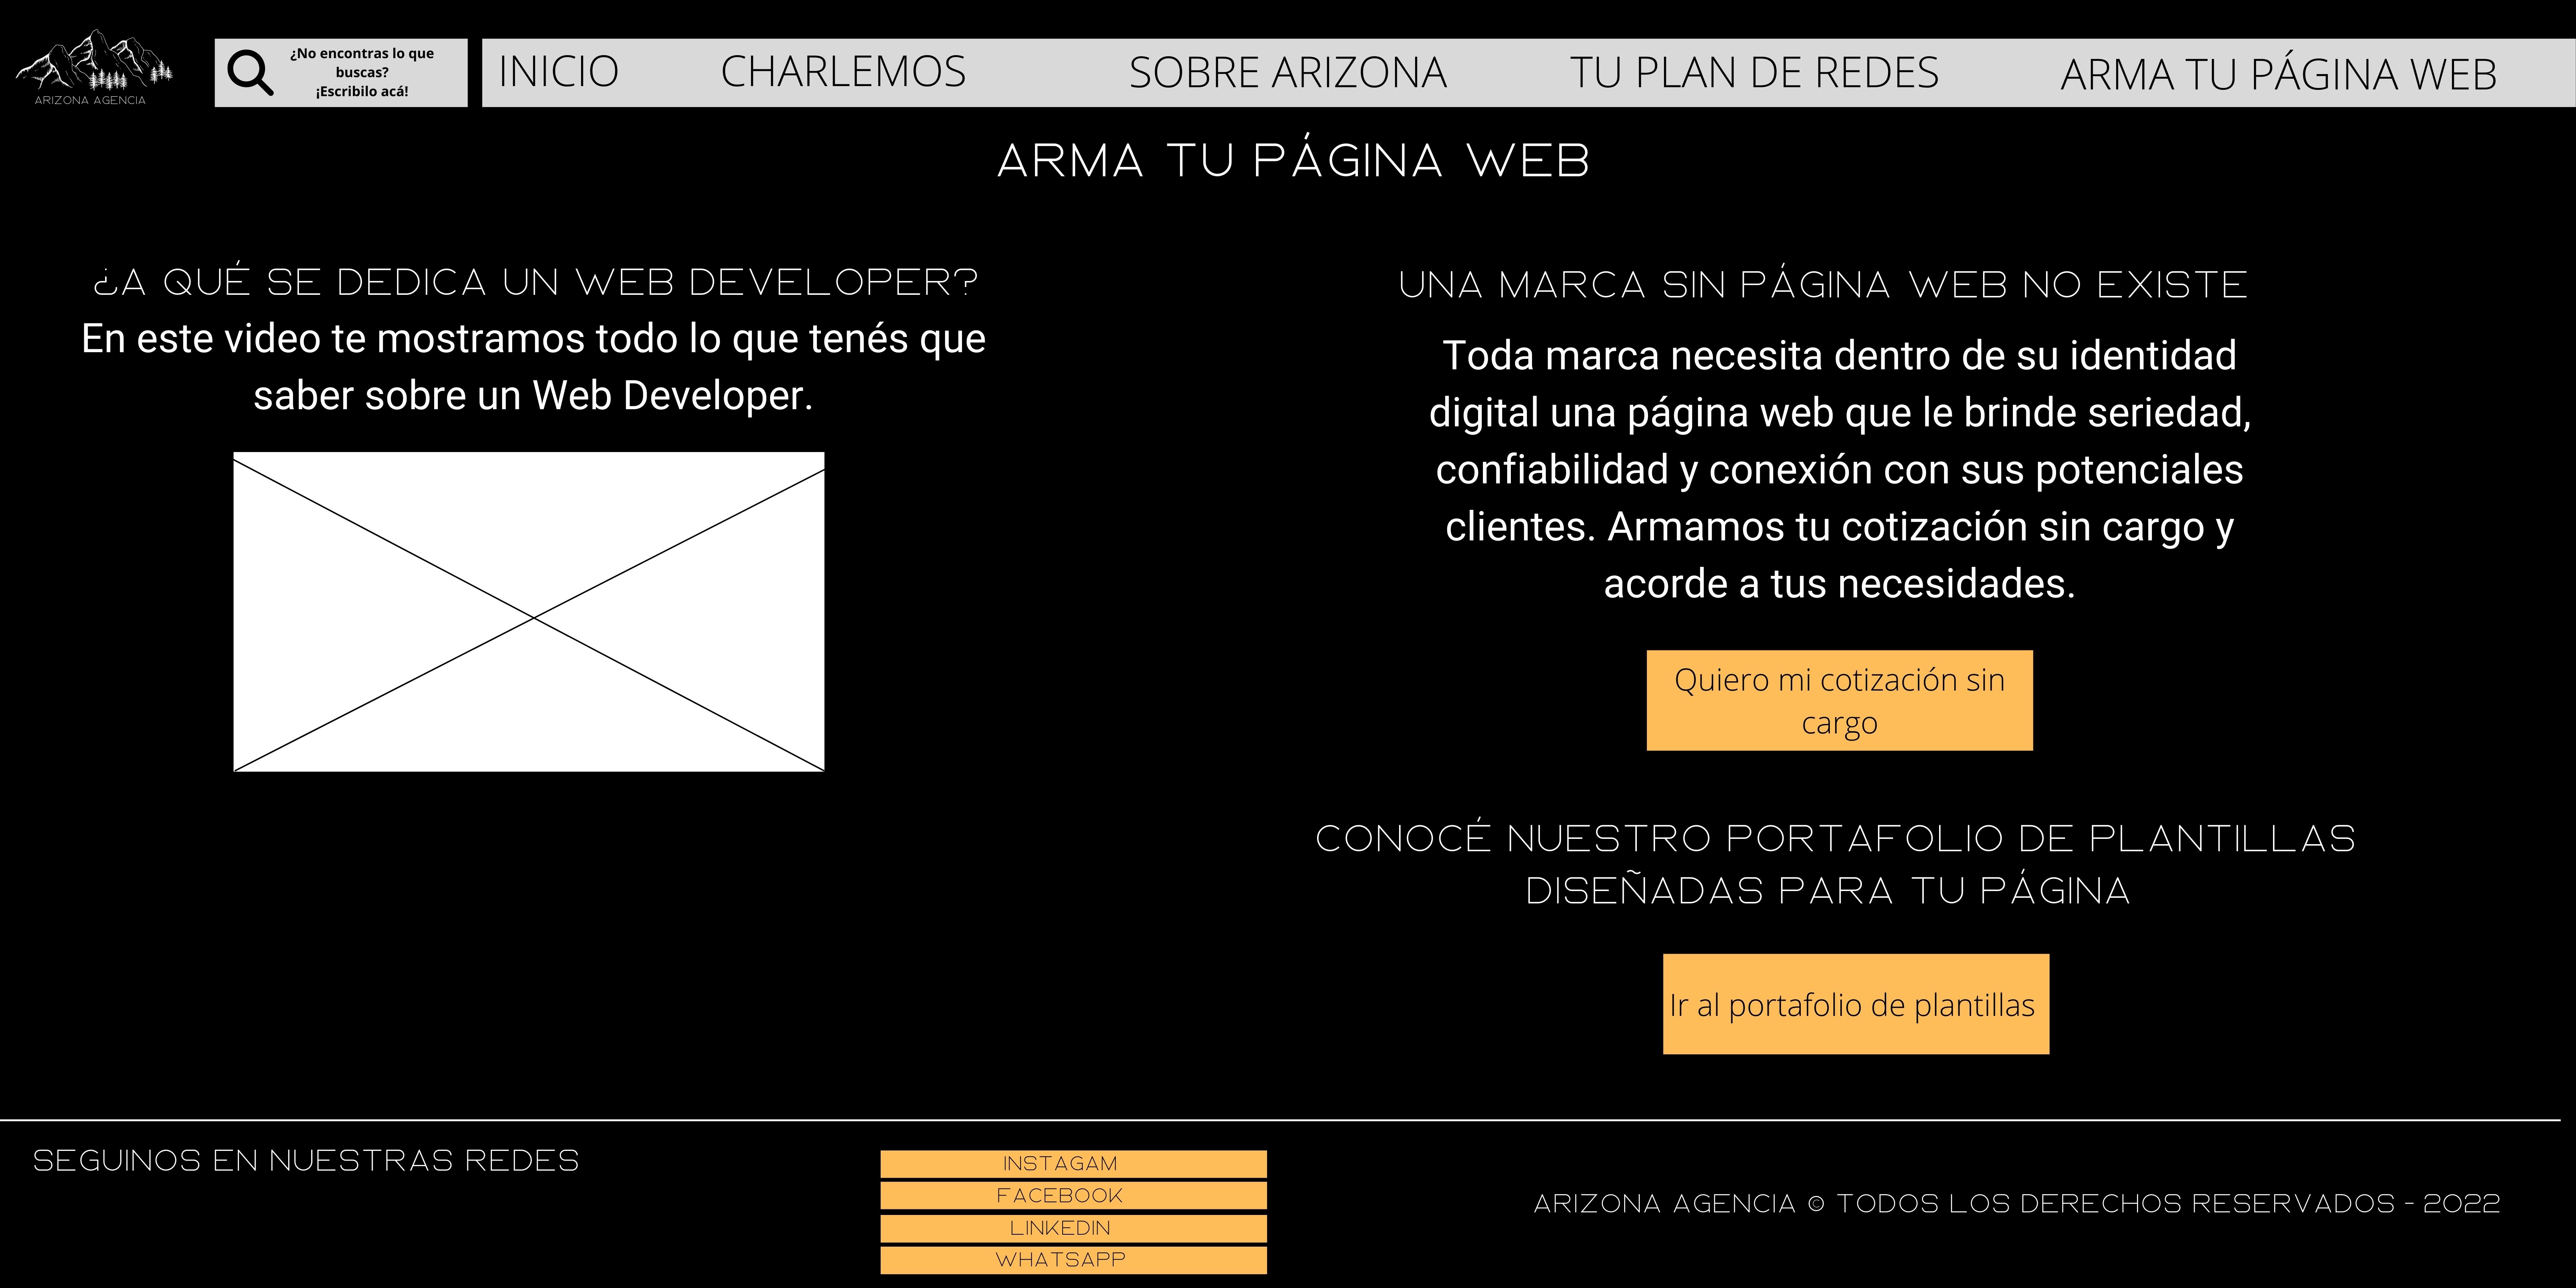 ARIZONA AGENCIA
¿No encontras lo que
buscas?
¡Escribilo acá!
INICIO
CHARLEMOS
SOBRE ARIZONA
TU PLAN DE REDES
ARMA TU PÁGINA WEB
ARMA TU PÁGINA WEB
¿A QUÉ SE DEDICA UN WEB DEVELOPER?
En este video te mostramos todo lo que tenés que
saber sobre un Web Developer.
UNA MARCA SIN PÁGINA WEB NO EXISTE
Toda marca necesita dentro de su identidad
digital una página web que le brinde seriedad,
confiabilidad y conexión con sus potenciales
clientes. Armamos tu cotización sin cargo y
acorde a tus necesidades.
Quiero mi cotización sin
cargo
CONOCÉ NUESTRO PORTAFOLIO DE PLANTILLAS
DISEÑADAS PARA TU PÁGINA
Ir al portafolio de plantillas
SEGUINOS EN NUESTRAS REDES
INSTAGAM
FACEBOOK
LINKEDIN
WHATSAPP
ARIZONA AGENCIA © TODOS LOS DERECHOS RESERVADOS - 2022